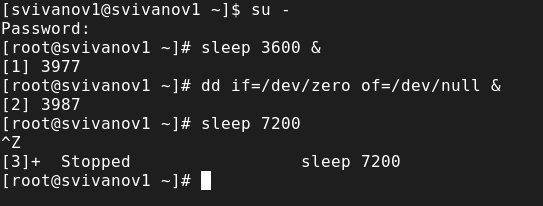 [svivanov1@svivanov1 ~]$ su -
Password:
[root@svivanov1 ~]# sleep 3600 &
[1] 3977
[root@svivanov1 ~]# dd if=/dev/zero of=/dev/null &
[2] 3987
[root@svivanov1 ~]# sleep 7200
^Z
[3]+  Stopped                 sleep 7200
[root@svivanov1 ~]#